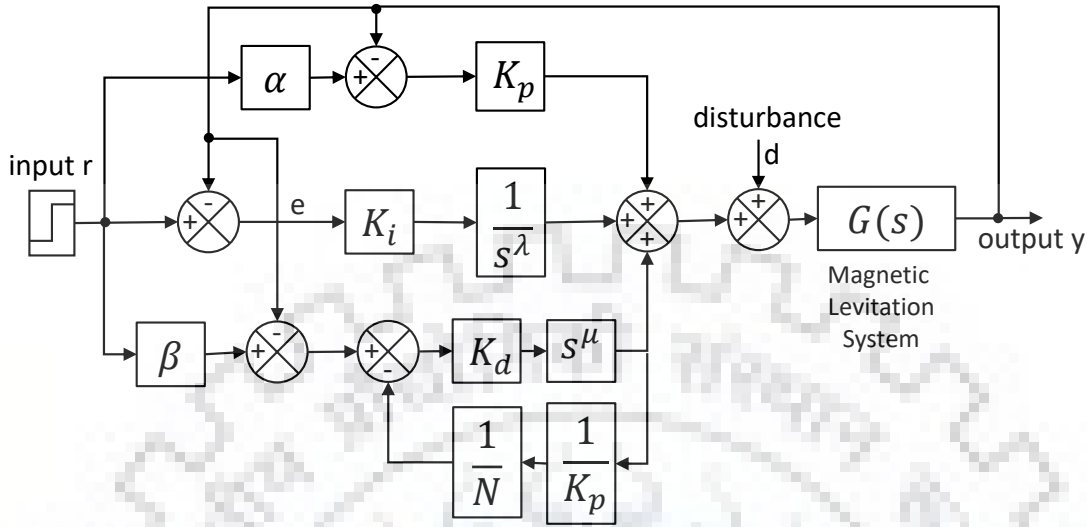 -
α
+
K_p
disturbance
d
input r
-
+
e
K_i
1/s^λ
+
+
+
+
+
G(s)
output y
Magnetic
Levitation
System
β
-
+
+
-
K_d
s^μ
1/N
1/K_p